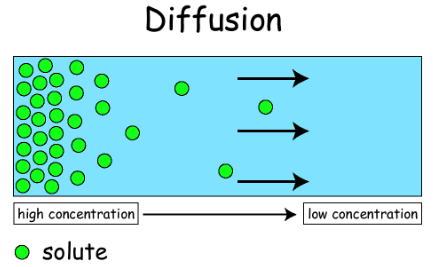 Diffusion
high concentration
low concentration
solute